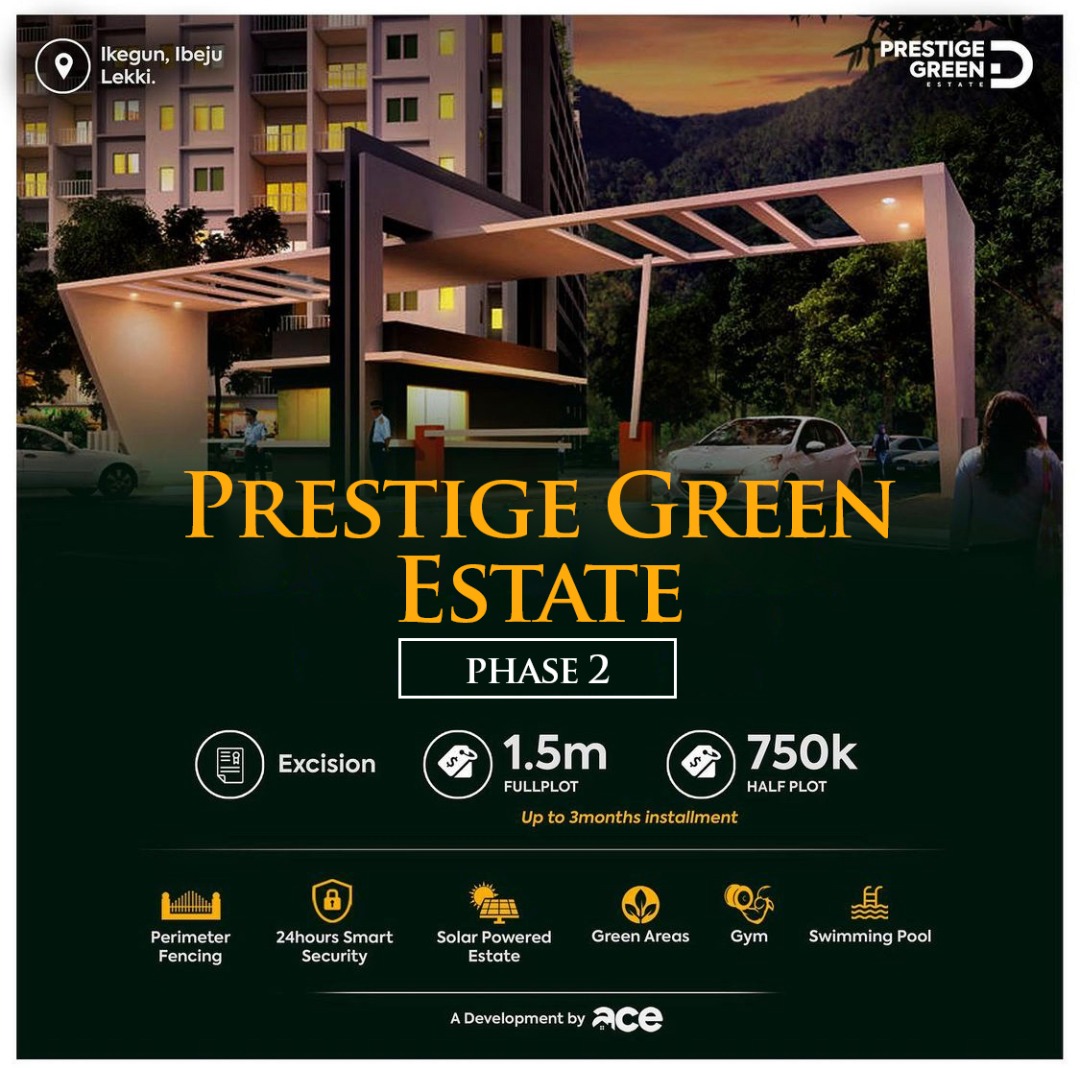 Ikegun, Ibeju
Lekki.
PRESTIGE
GREEN
ESTATE
PRESTIGE GREEN
ESTATE
PHASE 2
Excision
1.5m
FULLPLOT
750k
HALF PLOT
Up to 3months installment
Perimeter
Fencing
24hours Smart
Security
Solar Powered
Estate
Green Areas
Gym
Swimming Pool
A Development by ace